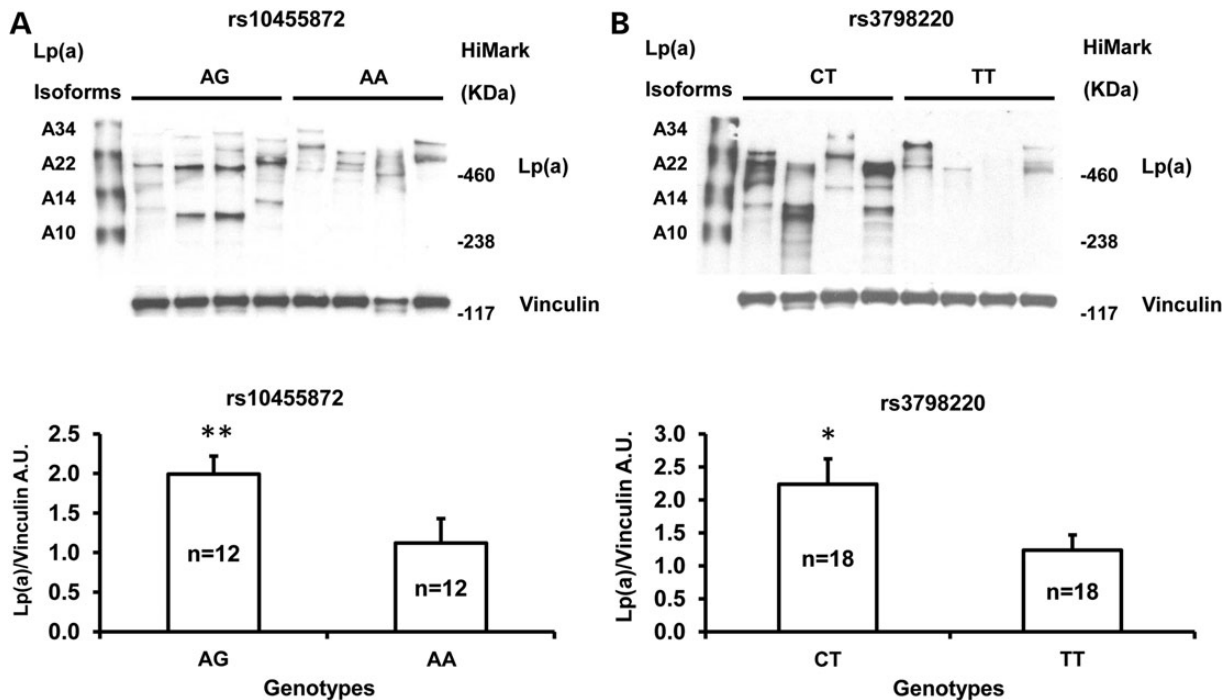 A
rs10455872
Lp(a)
HiMark
AG
AA
Isoforms
(KDa)
A34
A22
Lp(a)
-460
A14
A10
-238
Vinculin
-117
rs10455872
2.5
**
2.0
1.5
1.0
0.5
0.0
Lp(a)/Vinculin A.U.
n=12
n=12
AG
AA
Genotypes
B
rs3798220
Lp(a)
HiMark
CT
TT
Isoforms
(KDa)
A34
A22
Lp(a)
-460
A14
A10
-238
Vinculin
-117
rs3798220
3.0
*
2.5
2.0
1.5
1.0
0.5
0.0
Lp(a)/Vinculin A.U.
n=18
n=18
CT
TT
Genotypes